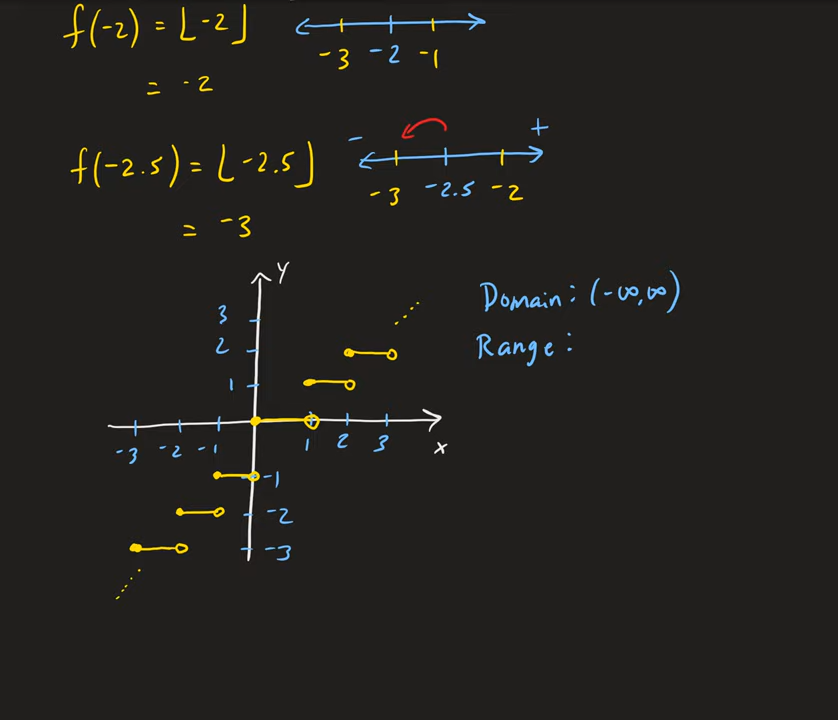 f(-2) = ⌊-2⌋
-3 -2 -1
= -2
- +
f(-2.5) = ⌊-2.5⌋
-3 -2.5 -2
= -3
y
Domain: (-∞,∞)
3
2
Range:
1
-3 -2 -1 1 2 3
x
-1
-2
-3